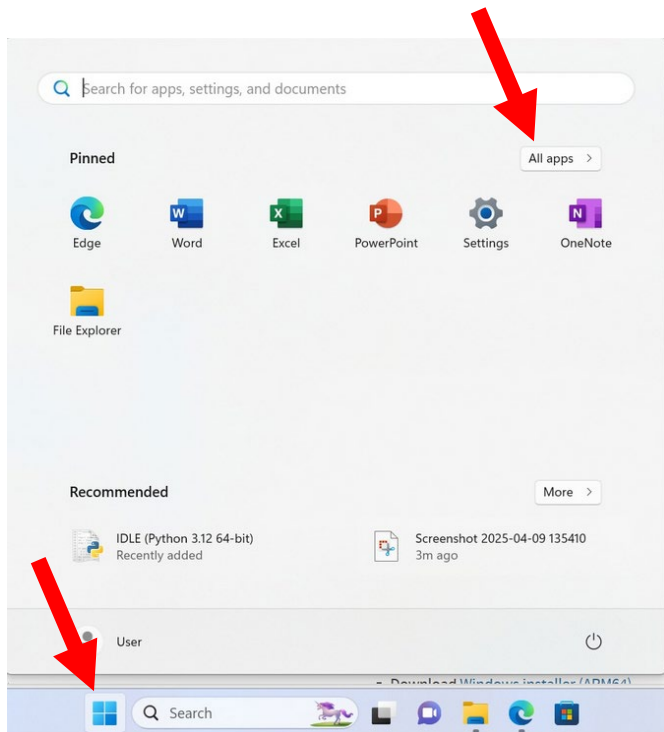 Search for apps, settings, and documents
Pinned
All apps >
Edge
Word
Excel
PowerPoint
Settings
OneNote
File Explorer
Recommended
More >
IDLE (Python 3.12 64-bit)
Recently added
Screenshot 2025-04-09 135410
3m ago
User
Download Windows installer (ARM64)
Search